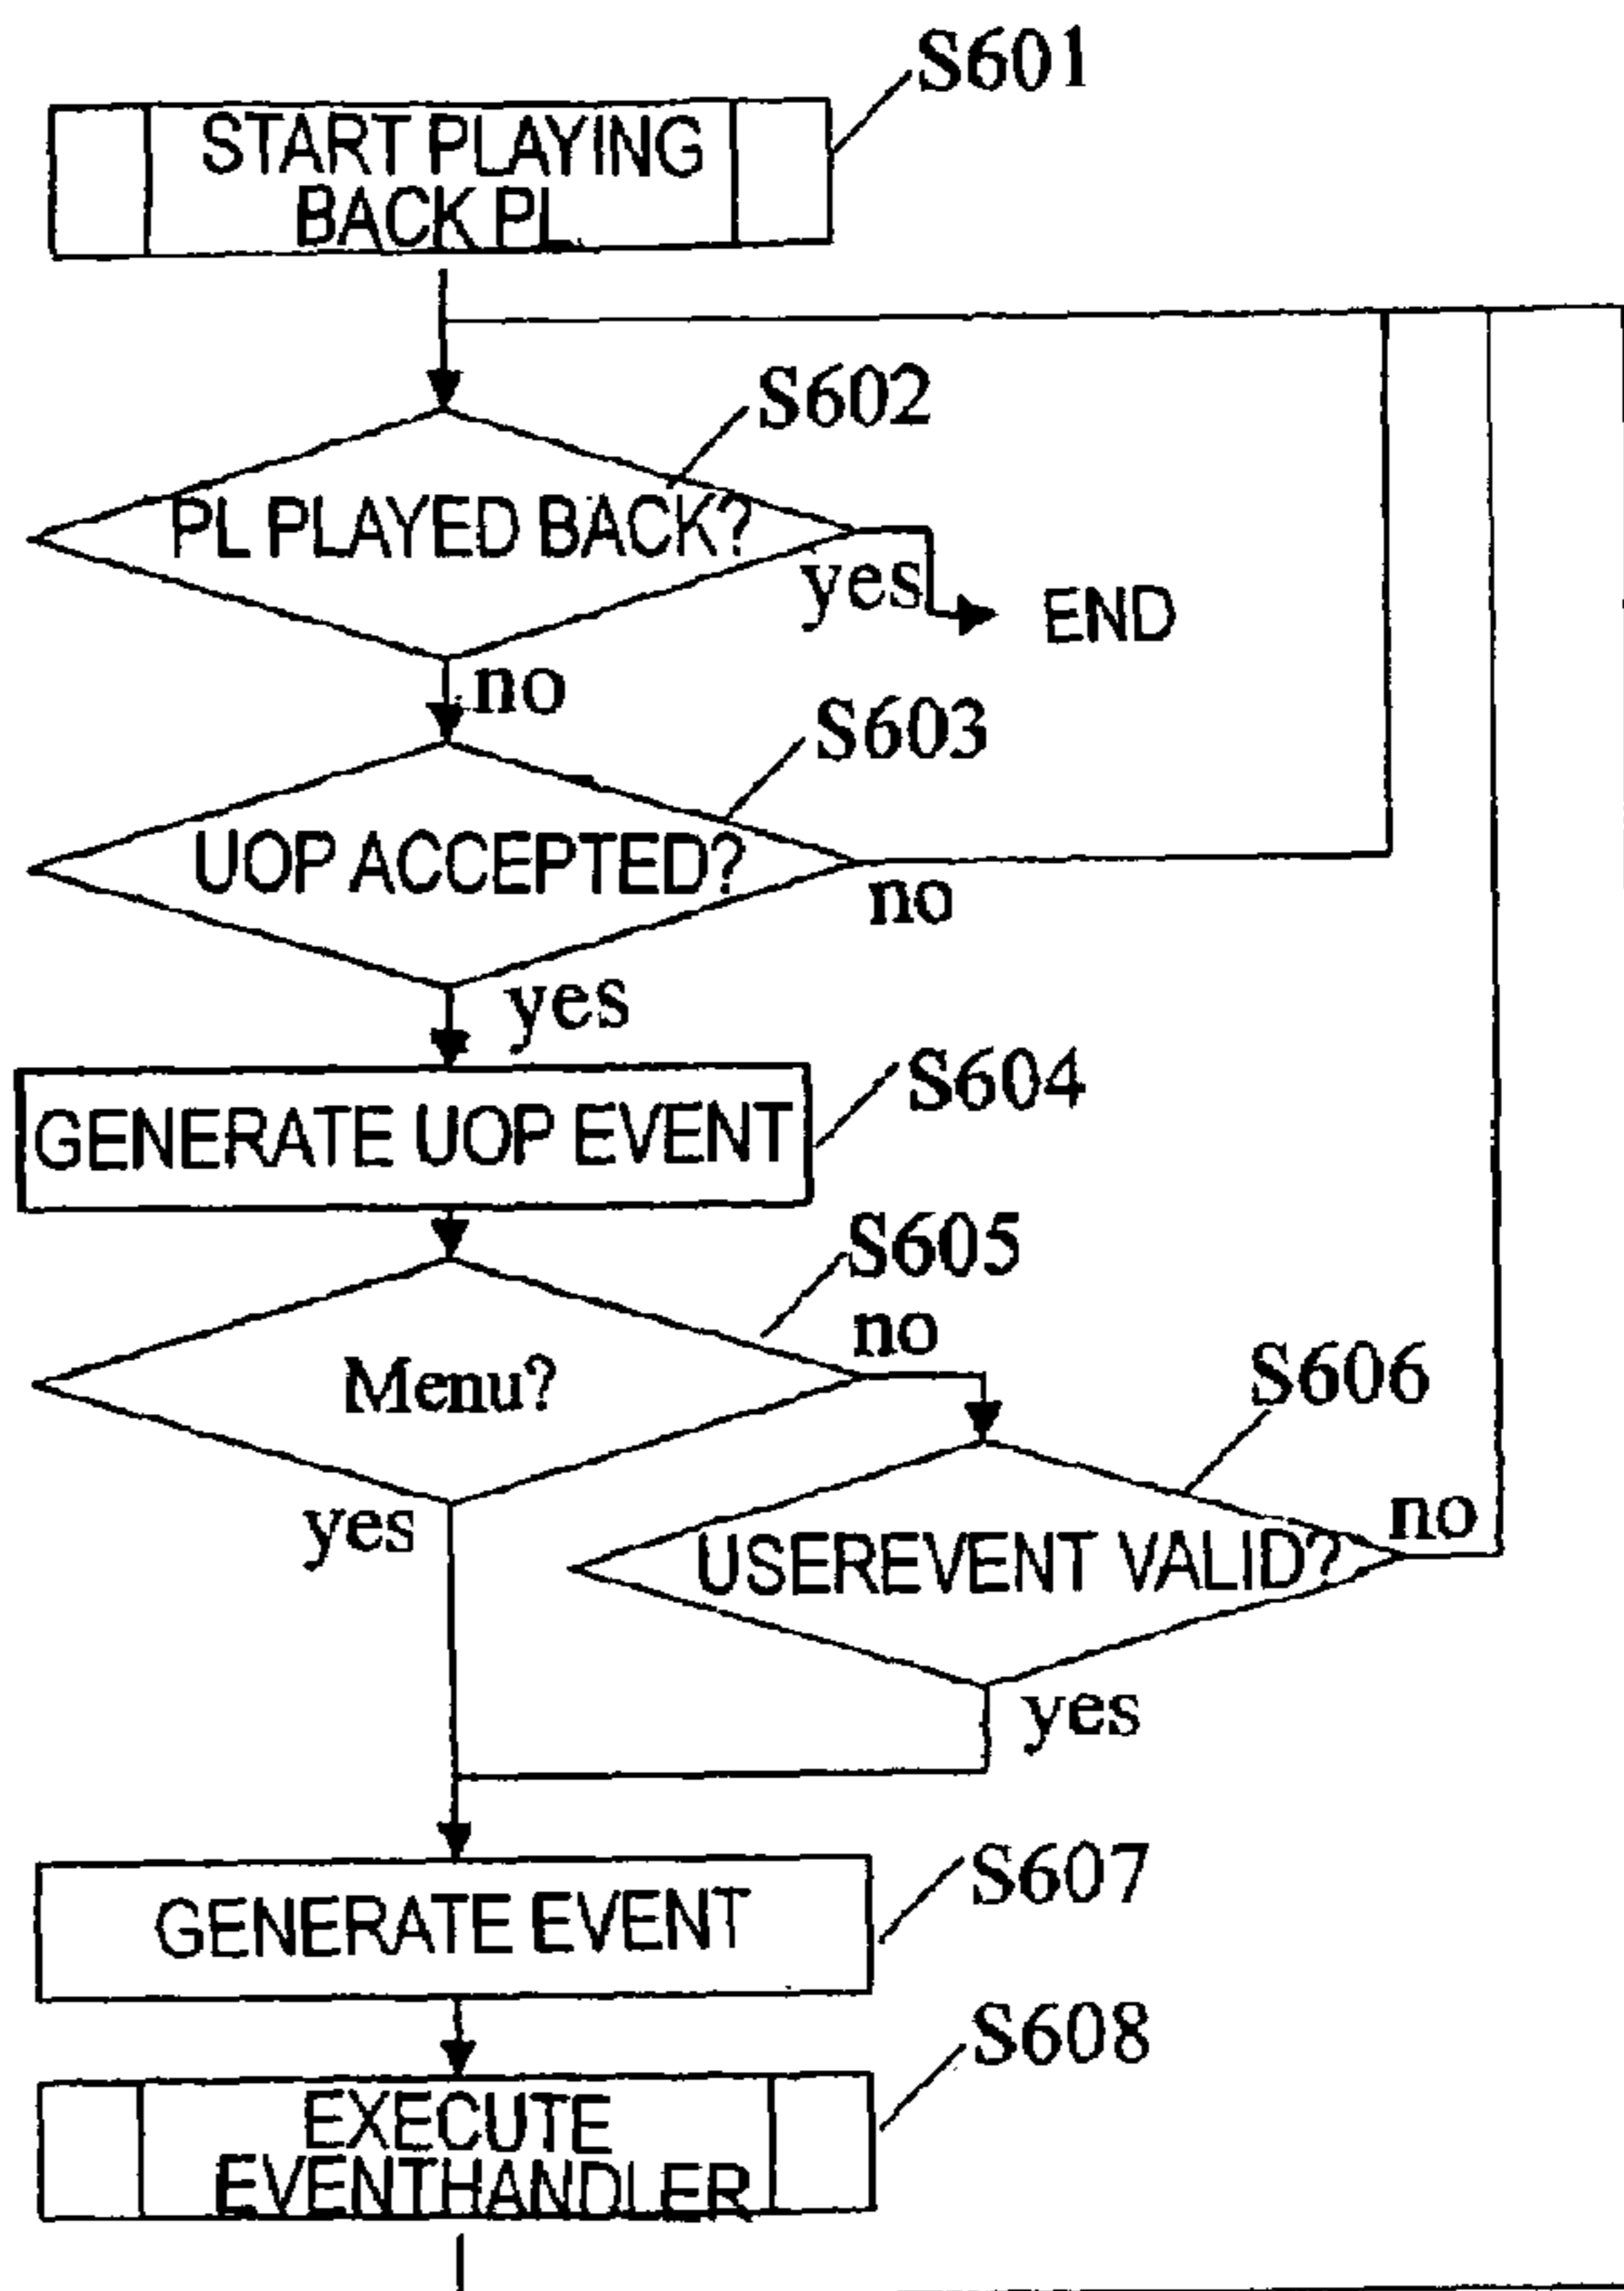 S601
START PLAYING
BACK PL
S602
PL PLAYED BACK?
yes
END
no
S603
UOP ACCEPTED?
no
yes
GENERATE UOP EVENT
S604
S605
no
Menu?
S606
yes
no
USEREVENT VALID?
yes
GENERATE EVENT
S607
S608
EXECUTE
EVENTHANDLER